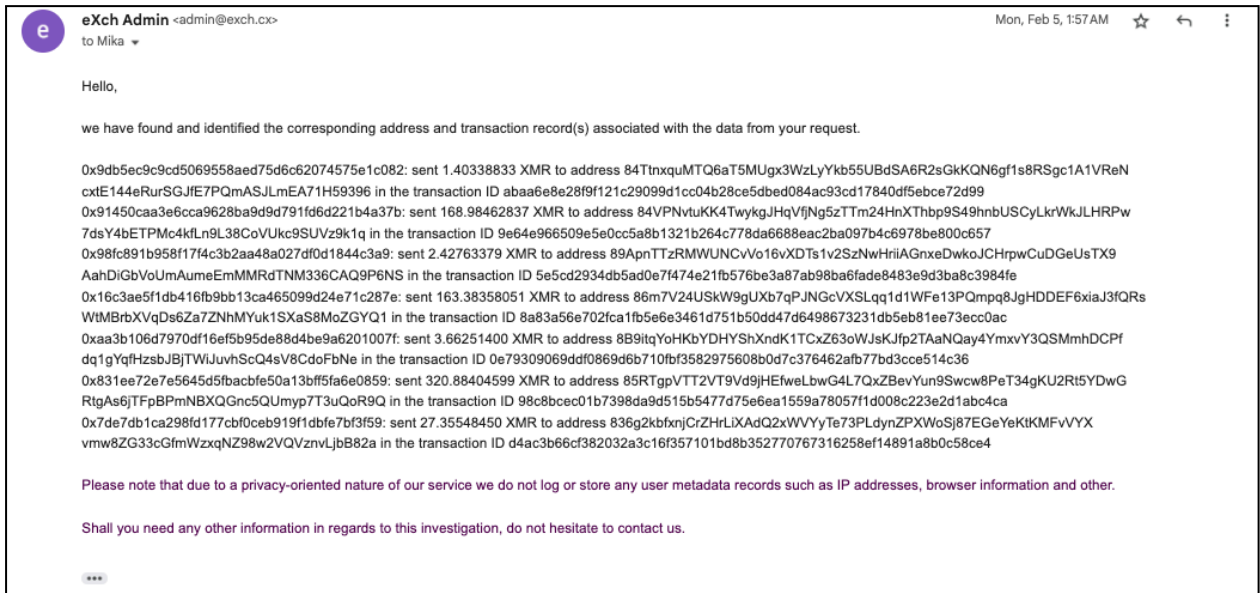 e
eXch Admin <admin@exch.cx>
Mon, Feb 5, 1:57 AM
to Mika
Hello,
we have found and identified the corresponding address and transaction record(s) associated with the data from your request.
0x9db5ec9c9cd5069558aed75d6c62074575e1c082: sent 1.40338833 XMR to address 84TtnxquMTQ6aT5MUgx3WzLyYkb55UBdSA6R2sGkKQN6gf1s8RSgc1A1VReN
cxtE144eRurSGJfE7PQmASJLmEA71H59396 in the transaction ID abaa6e8e28f9f121c29099d1cc04b28ce5dbed084ac93cd17840df5ebce72d99
0x91450caa3e6cca9628ba9d9d791fd6d221b4a37b: sent 168.98462837 XMR to address 84VPNvtuKK4TwykgJHqVfjNg5zTTm24HnXThbp9S49hnbUSCyLkrWkJLHRPw
7dsY4bETPMc4kfLn9L38CoVUkc9SUVz9k1q in the transaction ID 9e64e966509e5e0cc5a8b1321b264c778da6688eac2ba097b4c6978be800c657
0x98fc891b958f17f4c3b2aa48a027df0d1844c3a9: sent 2.42763379 XMR to address 89ApnTTzRMWUNCvVo16vXDTs1v2SzNwHriiAGnxeDwkoJCHrpwCuDGeUsTX9
AahDiGbVoUmAumeEmMMRdTNM336CAQ9P6NS in the transaction ID 5e5cd2934db5ad0e7f474e21fb576be3a87ab98ba6fade8483e9d3ba8c3984fe
0x16c3ae5f1db416fb9bb13ca465099d24e71c287e: sent 163.38358051 XMR to address 86m7V24USkW9gUXb7qPJNGcVXSLqq1d1WFe13PQmpq8JgHDDEF6xiaJ3fQRs
WtMBrbXVqDs6Za7ZNhMYuk1SXaS8MoZGYQ1 in the transaction ID 8a83a56e702fca1fb5e6e3461d751b50dd47d6498673231db5eb81ee73ecc0ac
0xaa3b106d7970df16ef5b95de88d4be9a6201007f: sent 3.66251400 XMR to address 8B9itqYoHKbYDHYShXndK1TCxZ63oWJsKJfp2TAaNQay4YmxvY3QSMmhDCPf
dq1gYqfHzsbJBjTWiJuvhScQ4sV8CdoFbNe in the transaction ID 0e79309069ddf0869d6b710fbf3582975608b0d7c376462afb77bd3cce514c36
0x831ee72e7e5645d5fbacbfe50a13bff5fa6e0859: sent 320.88404599 XMR to address 85RTgpVTT2VT9Vd9jHEfweLbwG4L7QxZBevYun9Swcw8PeT34gKU2Rt5YDwG
RtgAs6jTFpBPmNBXQGnc5QUmyp7T3uQoR9Q in the transaction ID 98c8bcec01b7398da9d515b5477d75e6ea1559a78057f1d008c223e2d1abc4ca
0x7de7db1ca298fd177cbf0ceb919f1dbfe7bf3f59: sent 27.35548450 XMR to address 836g2kbfxnjCrZHrLiXAdQ2xWVYyTe73PLdynZPXWoSj87EGeYeKtKMFvVYX
vmw8ZG33cGfmWzxqNZ98w2VQVznvLjbB82a in the transaction ID d4ac3b66cf382032a3c16f357101bd8b352770767316258ef14891a8b0c58ce4
Please note that due to a privacy-oriented nature of our service we do not log or store any user metadata records such as IP addresses, browser information and other.
Shall you need any other information in regards to this investigation, do not hesitate to contact us.